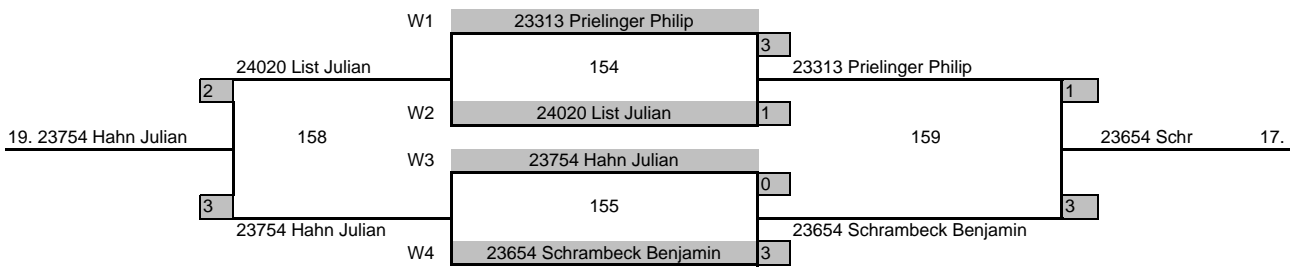 W1 23313 Prielinger Philip
3
24020 List Julian 154 23313 Prielinger Philip
2 1
W2 24020 List Julian 1
19. 23754 Hahn Julian 158 159 23654 Schr 17.
W3 23754 Hahn Julian
0
3 155 3
23754 Hahn Julian 23654 Schrambeck Benjamin
W4 23654 Schrambeck Benjamin 3